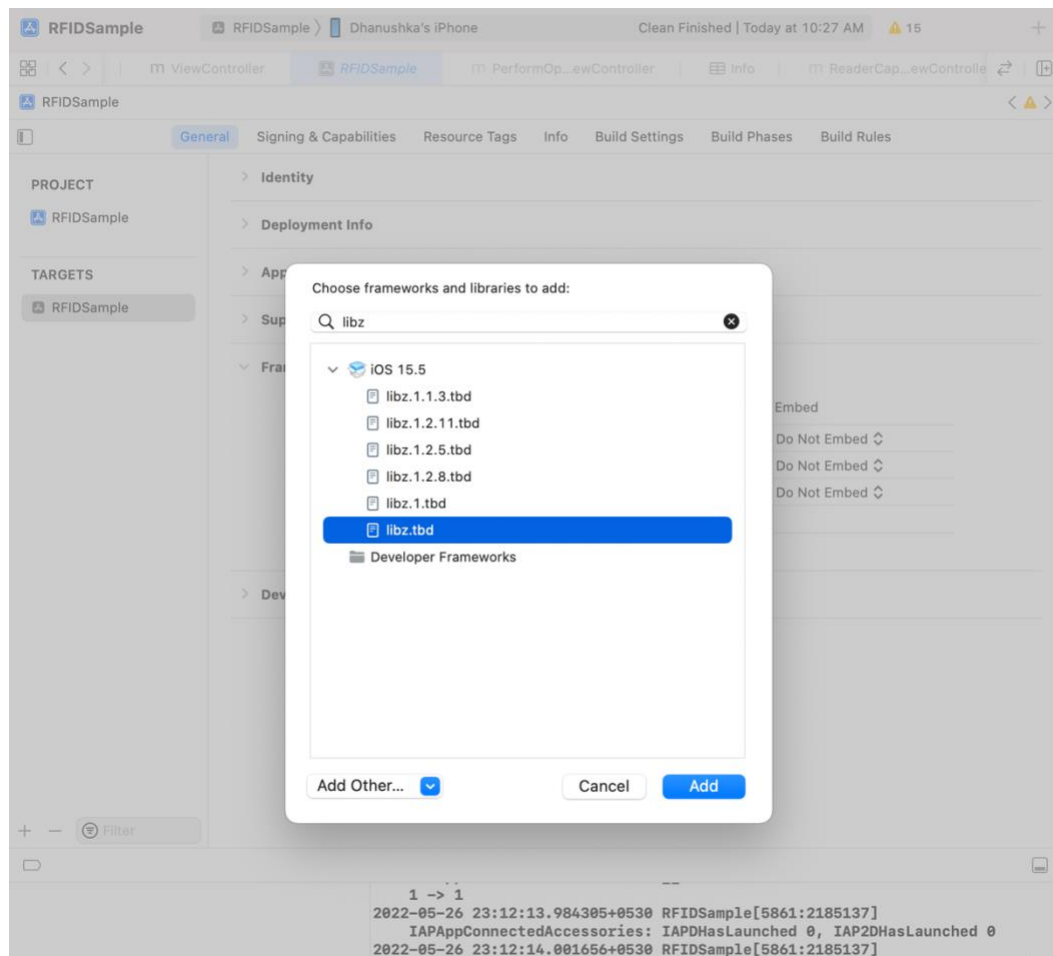 RFIDSample
RFIDSample 〉 Dhanushka's iPhone
Clean Finished | Today at 10:27 AM
15
ViewController
RFIDSample
PerformOp...ewController
Info
ReaderCap...ewControlle
RFIDSample
General Signing & Capabilities Resource Tags Info Build Settings Build Phases Build Rules
PROJECT
RFIDSample
TARGETS
RFIDSample
Identity
Deployment Info
App
Sup
Fra
Dev
Choose frameworks and libraries to add:
libz
iOS 15.5
libz.1.1.3.tbd
libz.1.2.11.tbd
libz.1.2.5.tbd
libz.1.2.8.tbd
libz.1.tbd
libz.tbd
Developer Frameworks
Add Other...
Cancel
Add
Embed
Do Not Embed
Do Not Embed
Do Not Embed
Filter
1 -> 1
2022-05-26 23:12:13.984305+0530 RFIDSample[5861:2185137]
IAPAppConnectedAccessories: IAPDHasLaunched 0, IAP2DHasLaunched 0
2022-05-26 23:12:14.001656+0530 RFIDSample[5861:2185137]